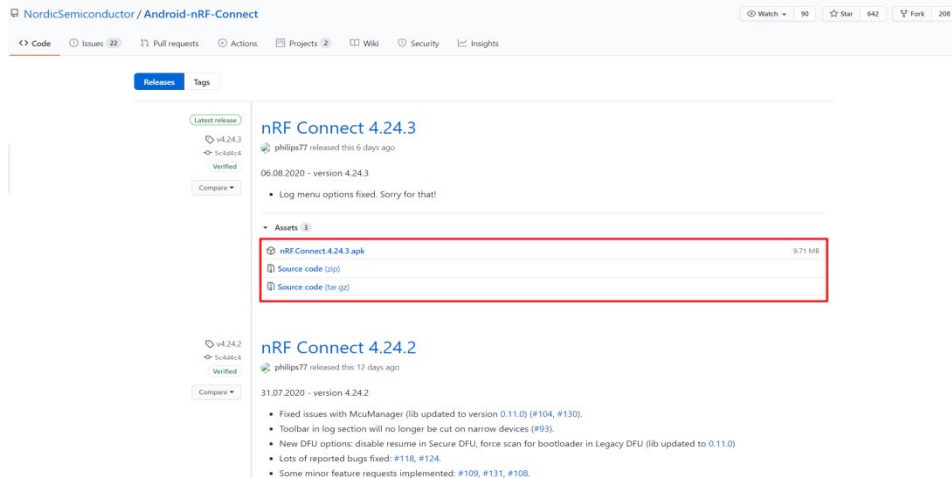 NordicSemiconductor / Android-nRF-Connect
Watch 90 Star 642 Fork 208
Code Issues 22 Pull requests Actions Projects 2 Wiki Security Insights
Releases Tags
Latest release
v4.24.3
5c4d4c4
Verified
Compare
nRF Connect 4.24.3
philips77 released this 6 days ago
06.08.2020 - version 4.24.3
Log menu options fixed. Sorry for that!
Assets 3
nRF.Connect.4.24.3.apk 9.71 MB
Source code (zip)
Source code (tar.gz)
v4.24.2
5c4d4c4
Verified
Compare
nRF Connect 4.24.2
philips77 released this 12 days ago
31.07.2020 - version 4.24.2
Fixed issues with McuManager (lib updated to version 0.11.0) (#104, #130).
Toolbar in log section will no longer be cut on narrow devices (#93).
New DFU options: disable resume in Secure DFU, force scan for bootloader in Legacy DFU (lib updated to 0.11.0)
Lots of reported bugs fixed: #118, #124.
Some minor feature requests implemented: #109, #131, #108.